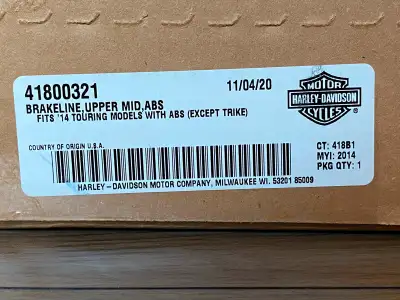 41800321 11/04/20
BRAKELINE,UPPER MID,ABS
FITS '14 TOURING MODELS WITH ABS (EXCEPT TRIKE)
MOTOR
HARLEY-DAVIDSON
CYCLES
COUNTRY OF ORIGIN U.S.A.
CT: 418B1
MYI: 2014
PKG QTY: 1
HARLEY-DAVIDSON MOTOR COMPANY, MILWAUKEE WI. 53201 85009